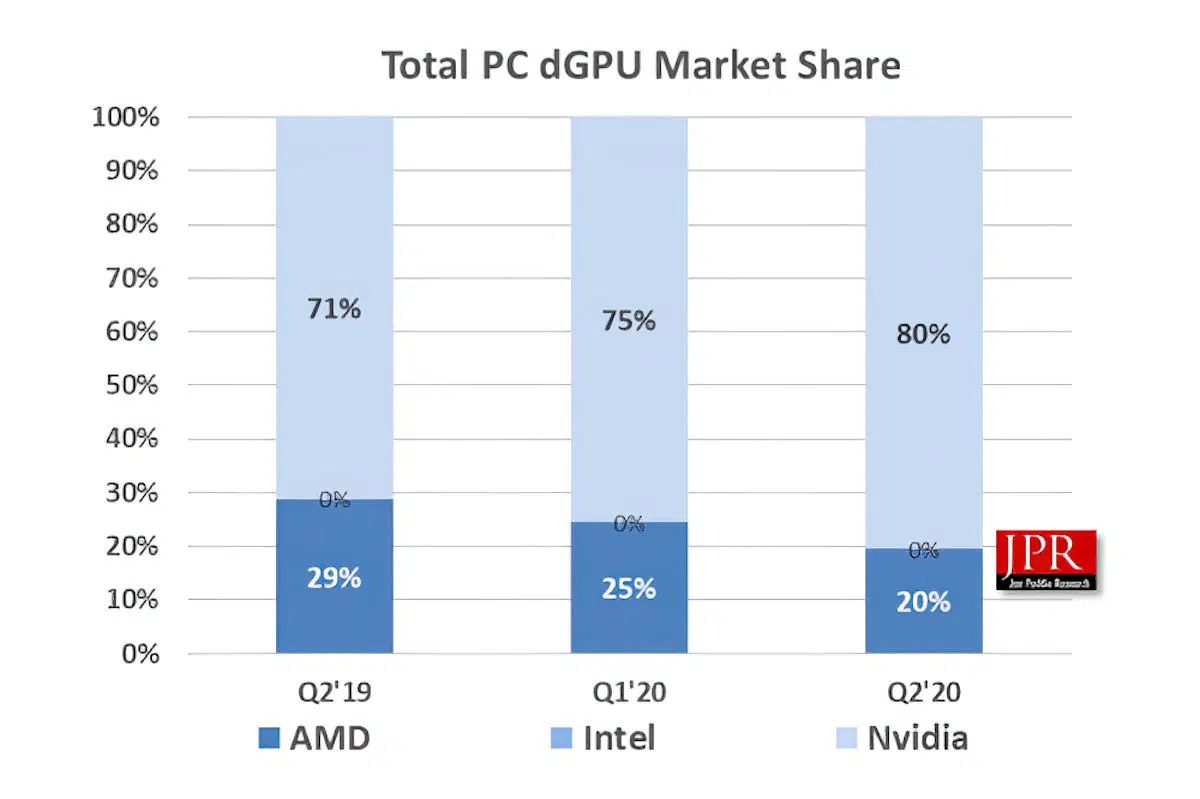 Total PC dGPU Market Share
100%
90%
80%
70%
60%
50%
40%
30%
20%
10%
0%
71%
75%
80%
0%
0%
0%
29%
25%
20%
JPR
Jon Peddie Research
Q2'19
Q1'20
Q2'20
AMD
Intel
Nvidia